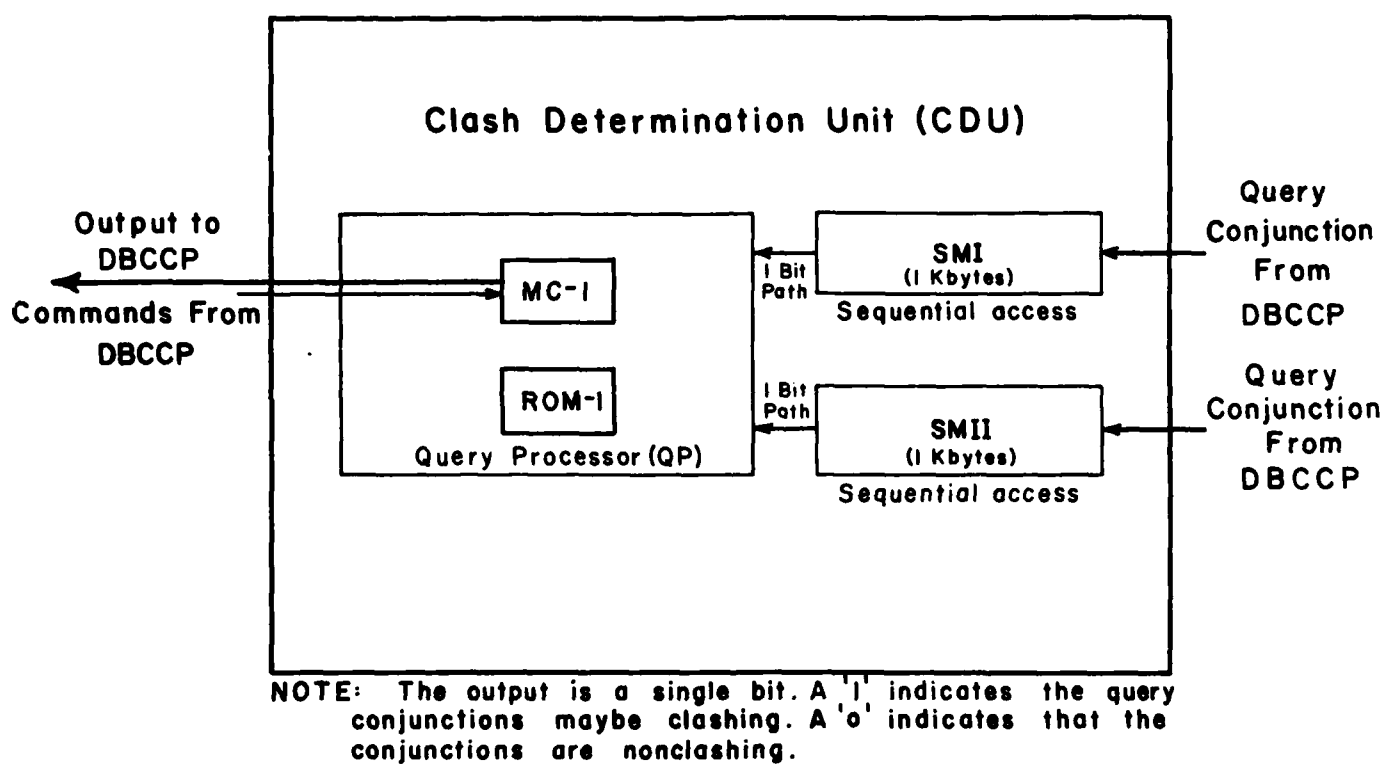 Clash Determination Unit (CDU)
Output to
DBCCP
Commands From
DBCCP
MC-1
ROM-1
Query Processor (QP)
1 Bit
Path
SMI
(1 Kbytes)
Sequential access
Query
Conjunction
From
DBCCP
1 Bit
Path
SMII
(1 Kbytes)
Sequential access
Query
Conjunction
From
DBCCP
NOTE: The output is a single bit. A '1' indicates the query
conjunctions maybe clashing. A 'o' indicates that the
conjunctions are nonclashing.